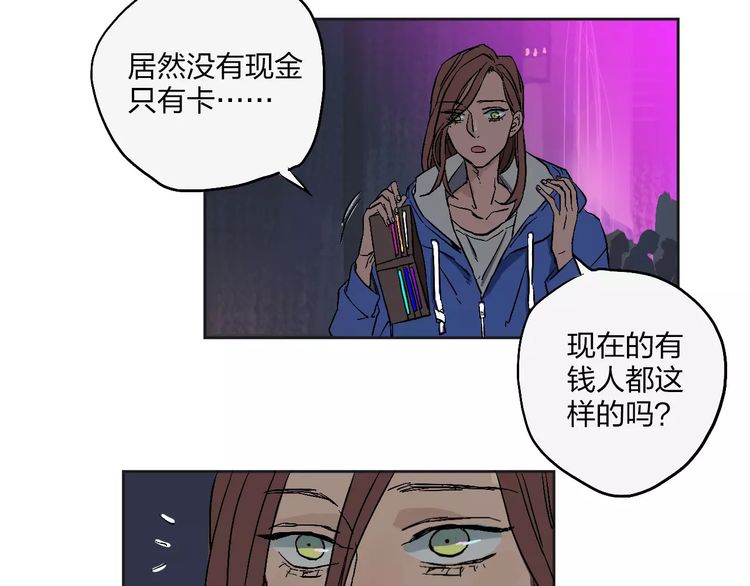 居然没有现金
只有卡……
现在的有
钱人都这
样的吗?